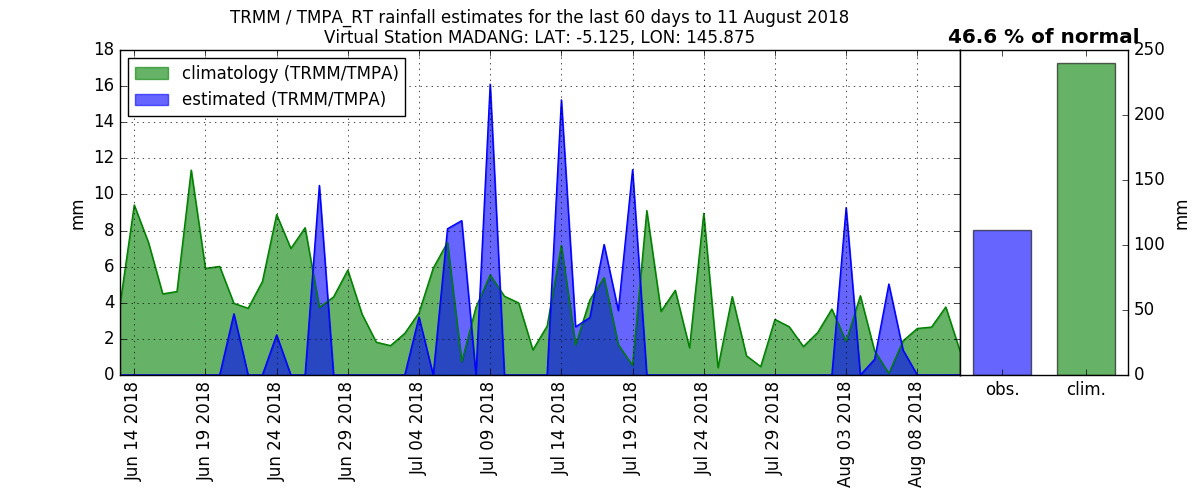 TRMM / TMPA_RT rainfall estimates for the last 60 days to 11 August 2018
Virtual Station MADANG: LAT: -5.125, LON: 145.875
46.6 % of normal
climatology (TRMM/TMPA)
estimated (TRMM/TMPA)
18
16
14
12
10
8
6
4
2
0
mm
Jun 14 2018
Jun 19 2018
Jun 24 2018
Jun 29 2018
Jul 04 2018
Jul 09 2018
Jul 14 2018
Jul 19 2018
Jul 24 2018
Jul 29 2018
Aug 03 2018
Aug 08 2018
obs.
clim.
250
200
150
100
50
0
mm